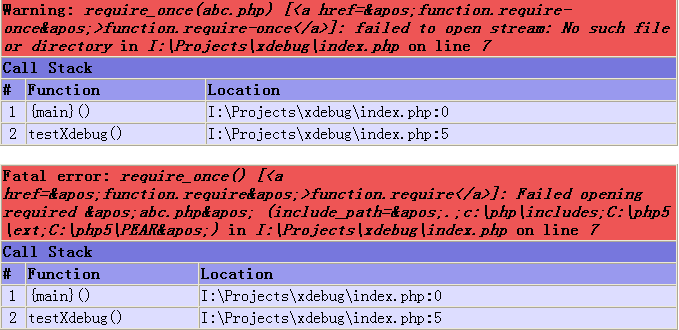 Warning: require_once(abc.php) [<a href=&apos;function.require-
once&apos;>function.require-once</a>]: failed to open stream: No such file
or directory in I:\Projects\xdebug\index.php on line 7
Call Stack
# Function Location
1 {main}() I:\Projects\xdebug\index.php:0
2 testXdebug() I:\Projects\xdebug\index.php:5
Fatal error: require_once() [<a
href=&apos;function.require&apos;>function.require</a>]: Failed opening
required &apos;abc.php&apos; (include_path=&apos;.;c:\php\includes;C:\php5
\ext;C:\php5\PEAR&apos;) in I:\Projects\xdebug\index.php on line 7
Call Stack
# Function Location
1 {main}() I:\Projects\xdebug\index.php:0
2 testXdebug() I:\Projects\xdebug\index.php:5